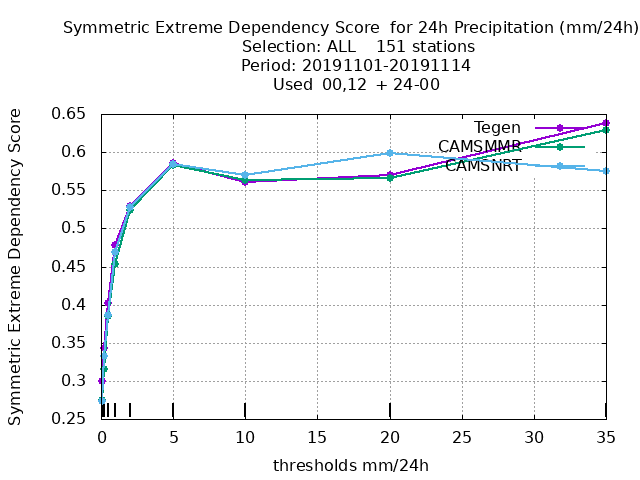 Symmetric Extreme Dependency Score for 24h Precipitation (mm/24h)
Selection: ALL 151 stations
Period: 20191101-20191114
Used 00,12 + 24-00
Symmetric Extreme Dependency Score
0.65
0.6
0.55
0.5
0.45
0.4
0.35
0.3
0.25
Tegen
CAMSMMR
CAMSNRT
0 5 10 15 20 25 30 35
thresholds mm/24h